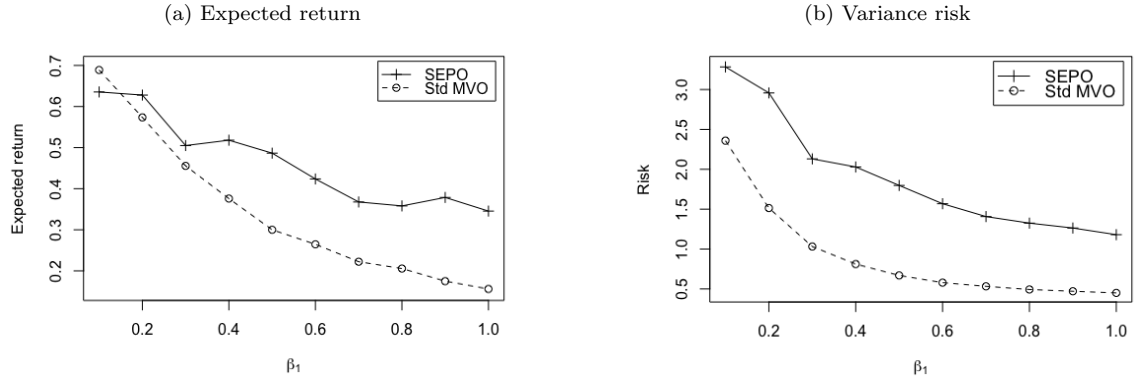 (a) Expected return
SEPO
Std MVO
Expected return
0.7
0.6
0.5
0.4
0.3
0.2
0.2 0.4 0.6 0.8 1.0
β₁
(b) Variance risk
SEPO
Std MVO
Risk
3.0
2.5
2.0
1.5
1.0
0.5
0.2 0.4 0.6 0.8 1.0
β₁